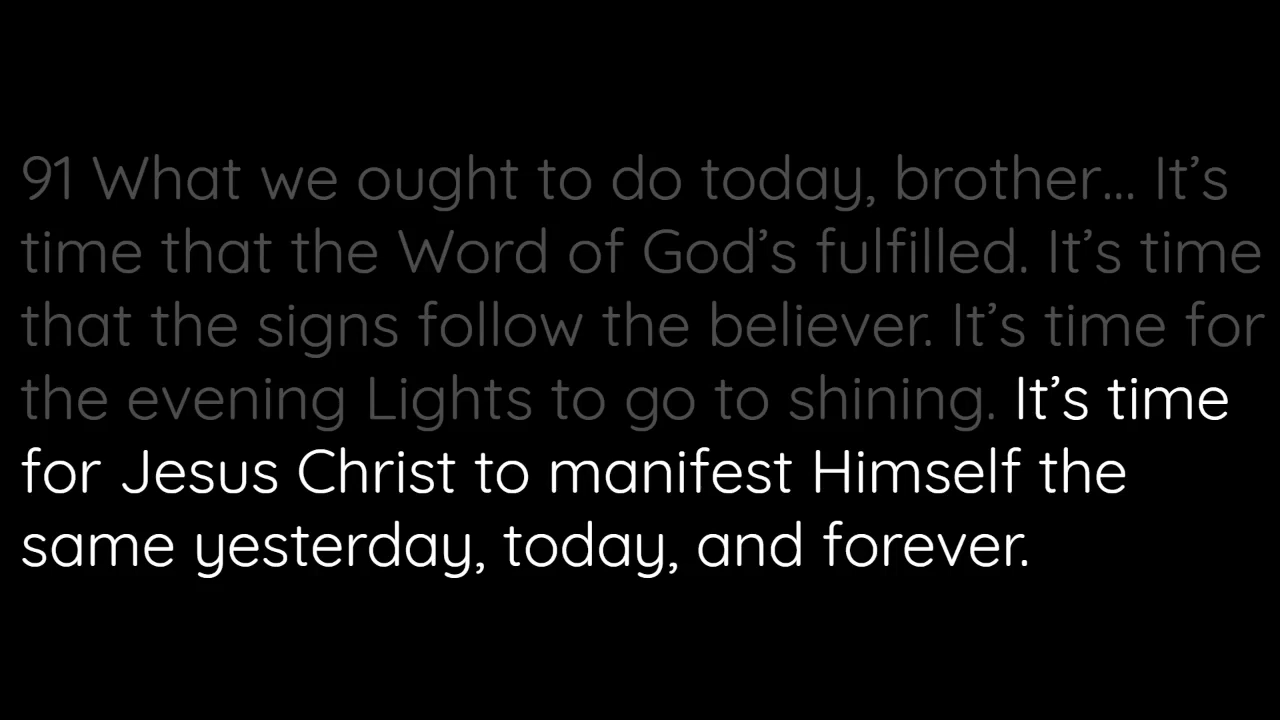 91 What we ought to do today, brother... It’s
time that the Word of God’s fulfilled. It’s time
that the signs follow the believer. It’s time for
the evening Lights to go to shining. It’s time
for Jesus Christ to manifest Himself the
same yesterday, today, and forever.